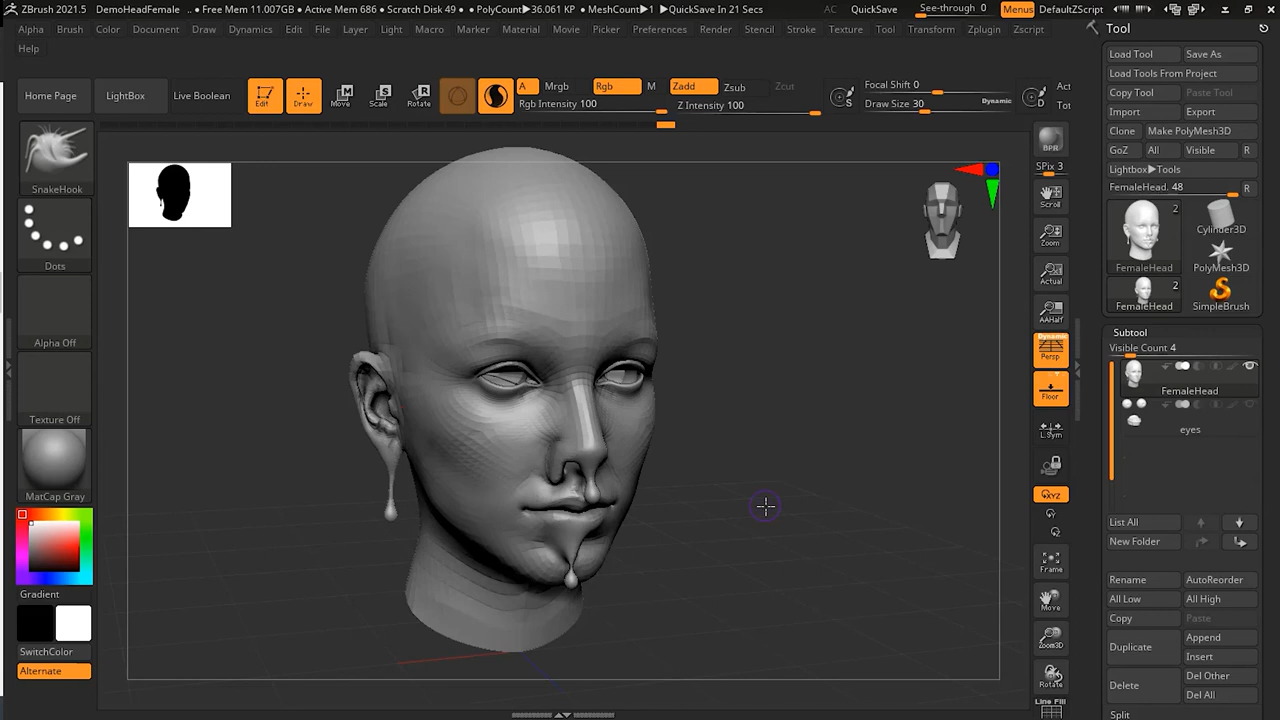 ZBrush 2021.5 DemoHeadFemale .. • Free Mem 11.007GB • Active Mem 686 • Scratch Disk 49 • PolyCount▶36.061 KP • MeshCount▶1 ▶QuickSave In 21 Secs AC QuickSave See-through 0 Menus DefaultZScript
Alpha Brush Color Document Draw Dynamics Edit File Layer Light Macro Marker Material Movie Picker Preferences Render Stencil Stroke Texture Tool Transform Zplugin Zscript
Help
Home Page LightBox Live Boolean Edit Draw Move Scale Rotate
A Mrgb Rgb M Zadd Zsub Zcut
Rgb Intensity 100 Z Intensity 100
S Focal Shift 0
Draw Size 30 Dynamic
D Act
Tot
SnakeHook
Dots
Alpha Off
Texture Off
MatCap Gray
Gradient
SwitchColor
Alternate
BPR
SPix 3
Scroll
Zoom
Actual
AAHalf
Dynamic
Persp
Floor
L.Sym
XYZ
Y
Z
Frame
Move
Zoom3D
Rotate
Line Fill
Tool
Load Tool Save As
Load Tools From Project
Copy Tool Paste Tool
Import Export
Clone Make PolyMesh3D
GoZ All Visible R
Lightbox▶Tools
FemaleHead. 48 R
2
Cylinder3D
FemaleHead PolyMesh3D
2
FemaleHead SimpleBrush
Subtool
Visible Count 4
FemaleHead
eyes
List All
New Folder
Rename AutoReorder
All Low All High
Copy Paste
Duplicate Append
Insert
Delete Del Other
Del All
Split